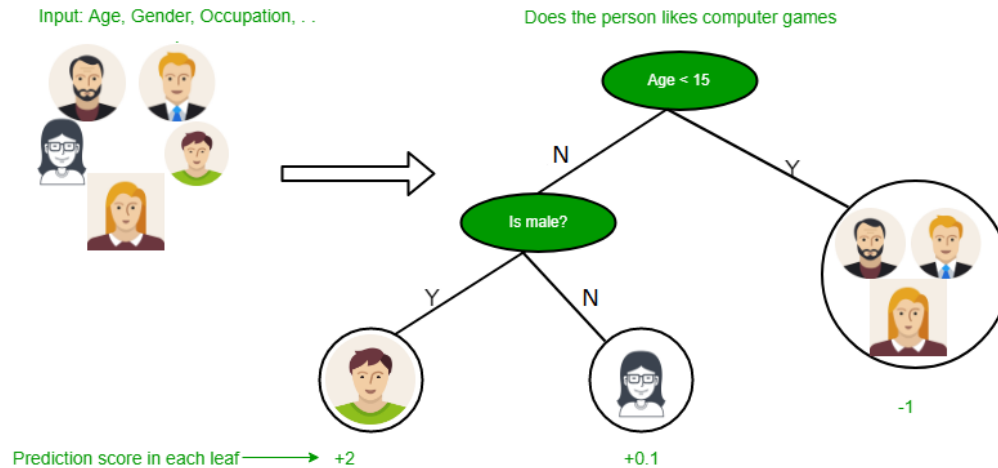 Input: Age, Gender, Occupation, . .
Does the person likes computer games
Age < 15
N
Y
Is male?
Y
N
-1
Prediction score in each leaf
+2
+0.1